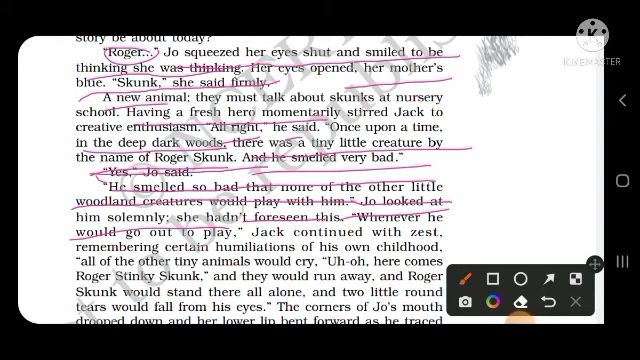 story be about today?
“Roger...” Jo squeezed her eyes shut and smiled to be
thinking she was thinking. Her eyes opened, her mother’s
blue. “Skunk,” she said firmly.
A new animal; they must talk about skunks at nursery
school. Having a fresh hero momentarily stirred Jack to
creative enthusiasm. “All right,” he said. “Once upon a time,
in the deep dark woods, there was a tiny little creature by
the name of Roger Skunk. And he smelled very bad.”
“Yes,” Jo said.
“He smelled so bad that none of the other little
woodland creatures would play with him.” Jo looked at
him solemnly; she hadn’t foreseen this. “Whenever he
would go out to play,” Jack continued with zest,
remembering certain humiliations of his own childhood,
“all of the other tiny animals would cry, “Uh-oh, here comes
Roger Stinky Skunk,” and they would run away, and Roger
Skunk would stand there all alone, and two little round
tears would fall from his eyes.” The corners of Jo’s mouth
drooped down and her lower lip bent forward as he traced
Made with
KINEMASTER